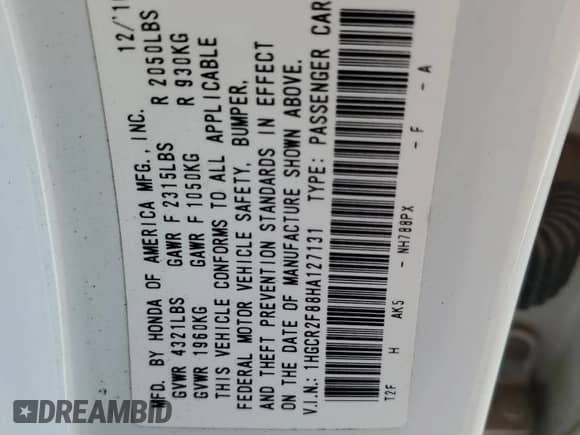 MFD. BY HONDA OF AMERICA MFG., INC. 12/'1
GVWR 4321LBS GAWR F 2315LBS R 2050LBS
GVWR 1960KG GAWR F 1050KG R 930KG
THIS VEHICLE CONFORMS TO ALL APPLICABLE
FEDERAL MOTOR VEHICLE SAFETY, BUMPER,
AND THEFT PREVENTION STANDARDS IN EFFECT
ON THE DATE OF MANUFACTURE SHOWN ABOVE.
V.I.N.: 1HGCR2F88HA127131 TYPE: PASSENGER CAR
T2F H AK5 - NH788PX - F - A
DREAMBID